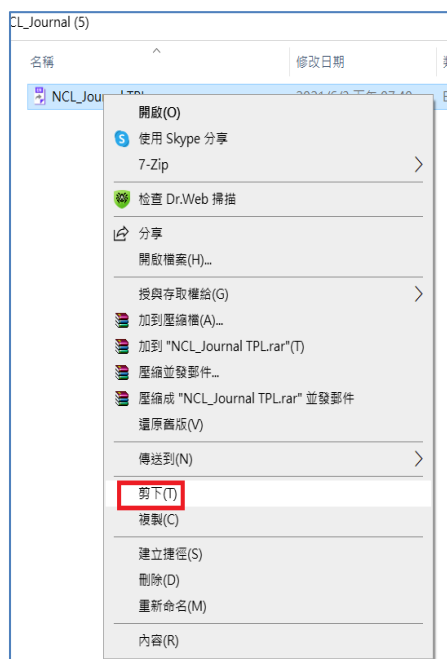 CL_Journal (5)
名稱 修改日期
NCL_Jou
開啟(O)
使用 Skype 分享
7-Zip
检查 Dr.Web 掃描
分享
開啟檔案(H)...
授與存取權給(G)
加到壓縮檔(A)...
加到 "NCL_Journal TPL.rar"(T)
壓縮並發郵件...
壓縮成 "NCL_Journal TPL.rar" 並發郵件
還原舊版(V)
傳送到(N)
剪下(T)
複製(C)
建立捷徑(S)
刪除(D)
重新命名(M)
內容(R)